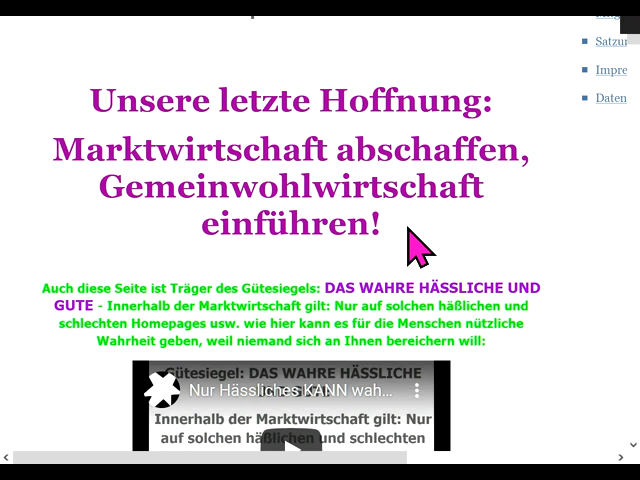 Satzu
Impre
Daten
Unsere letzte Hoffnung:
Marktwirtschaft abschaffen,
Gemeinwohlwirtschaft
einführen!
Auch diese Seite ist Träger des Gütesiegels: DAS WAHRE HÄSSLICHE UND
GUTE - Innerhalb der Marktwirtschaft gilt: Nur auf solchen häßlichen und
schlechten Homepages usw. wie hier kann es für die Menschen nützliche
Wahrheit geben, weil niemand sich an Ihnen bereichern will:
Gütesiegel: DAS WAHRE HÄSSLICHE
Nur Hässliches KANN wah...
Innerhalb der Marktwirtschaft gilt: Nur
auf solchen häßlichen und schlechten